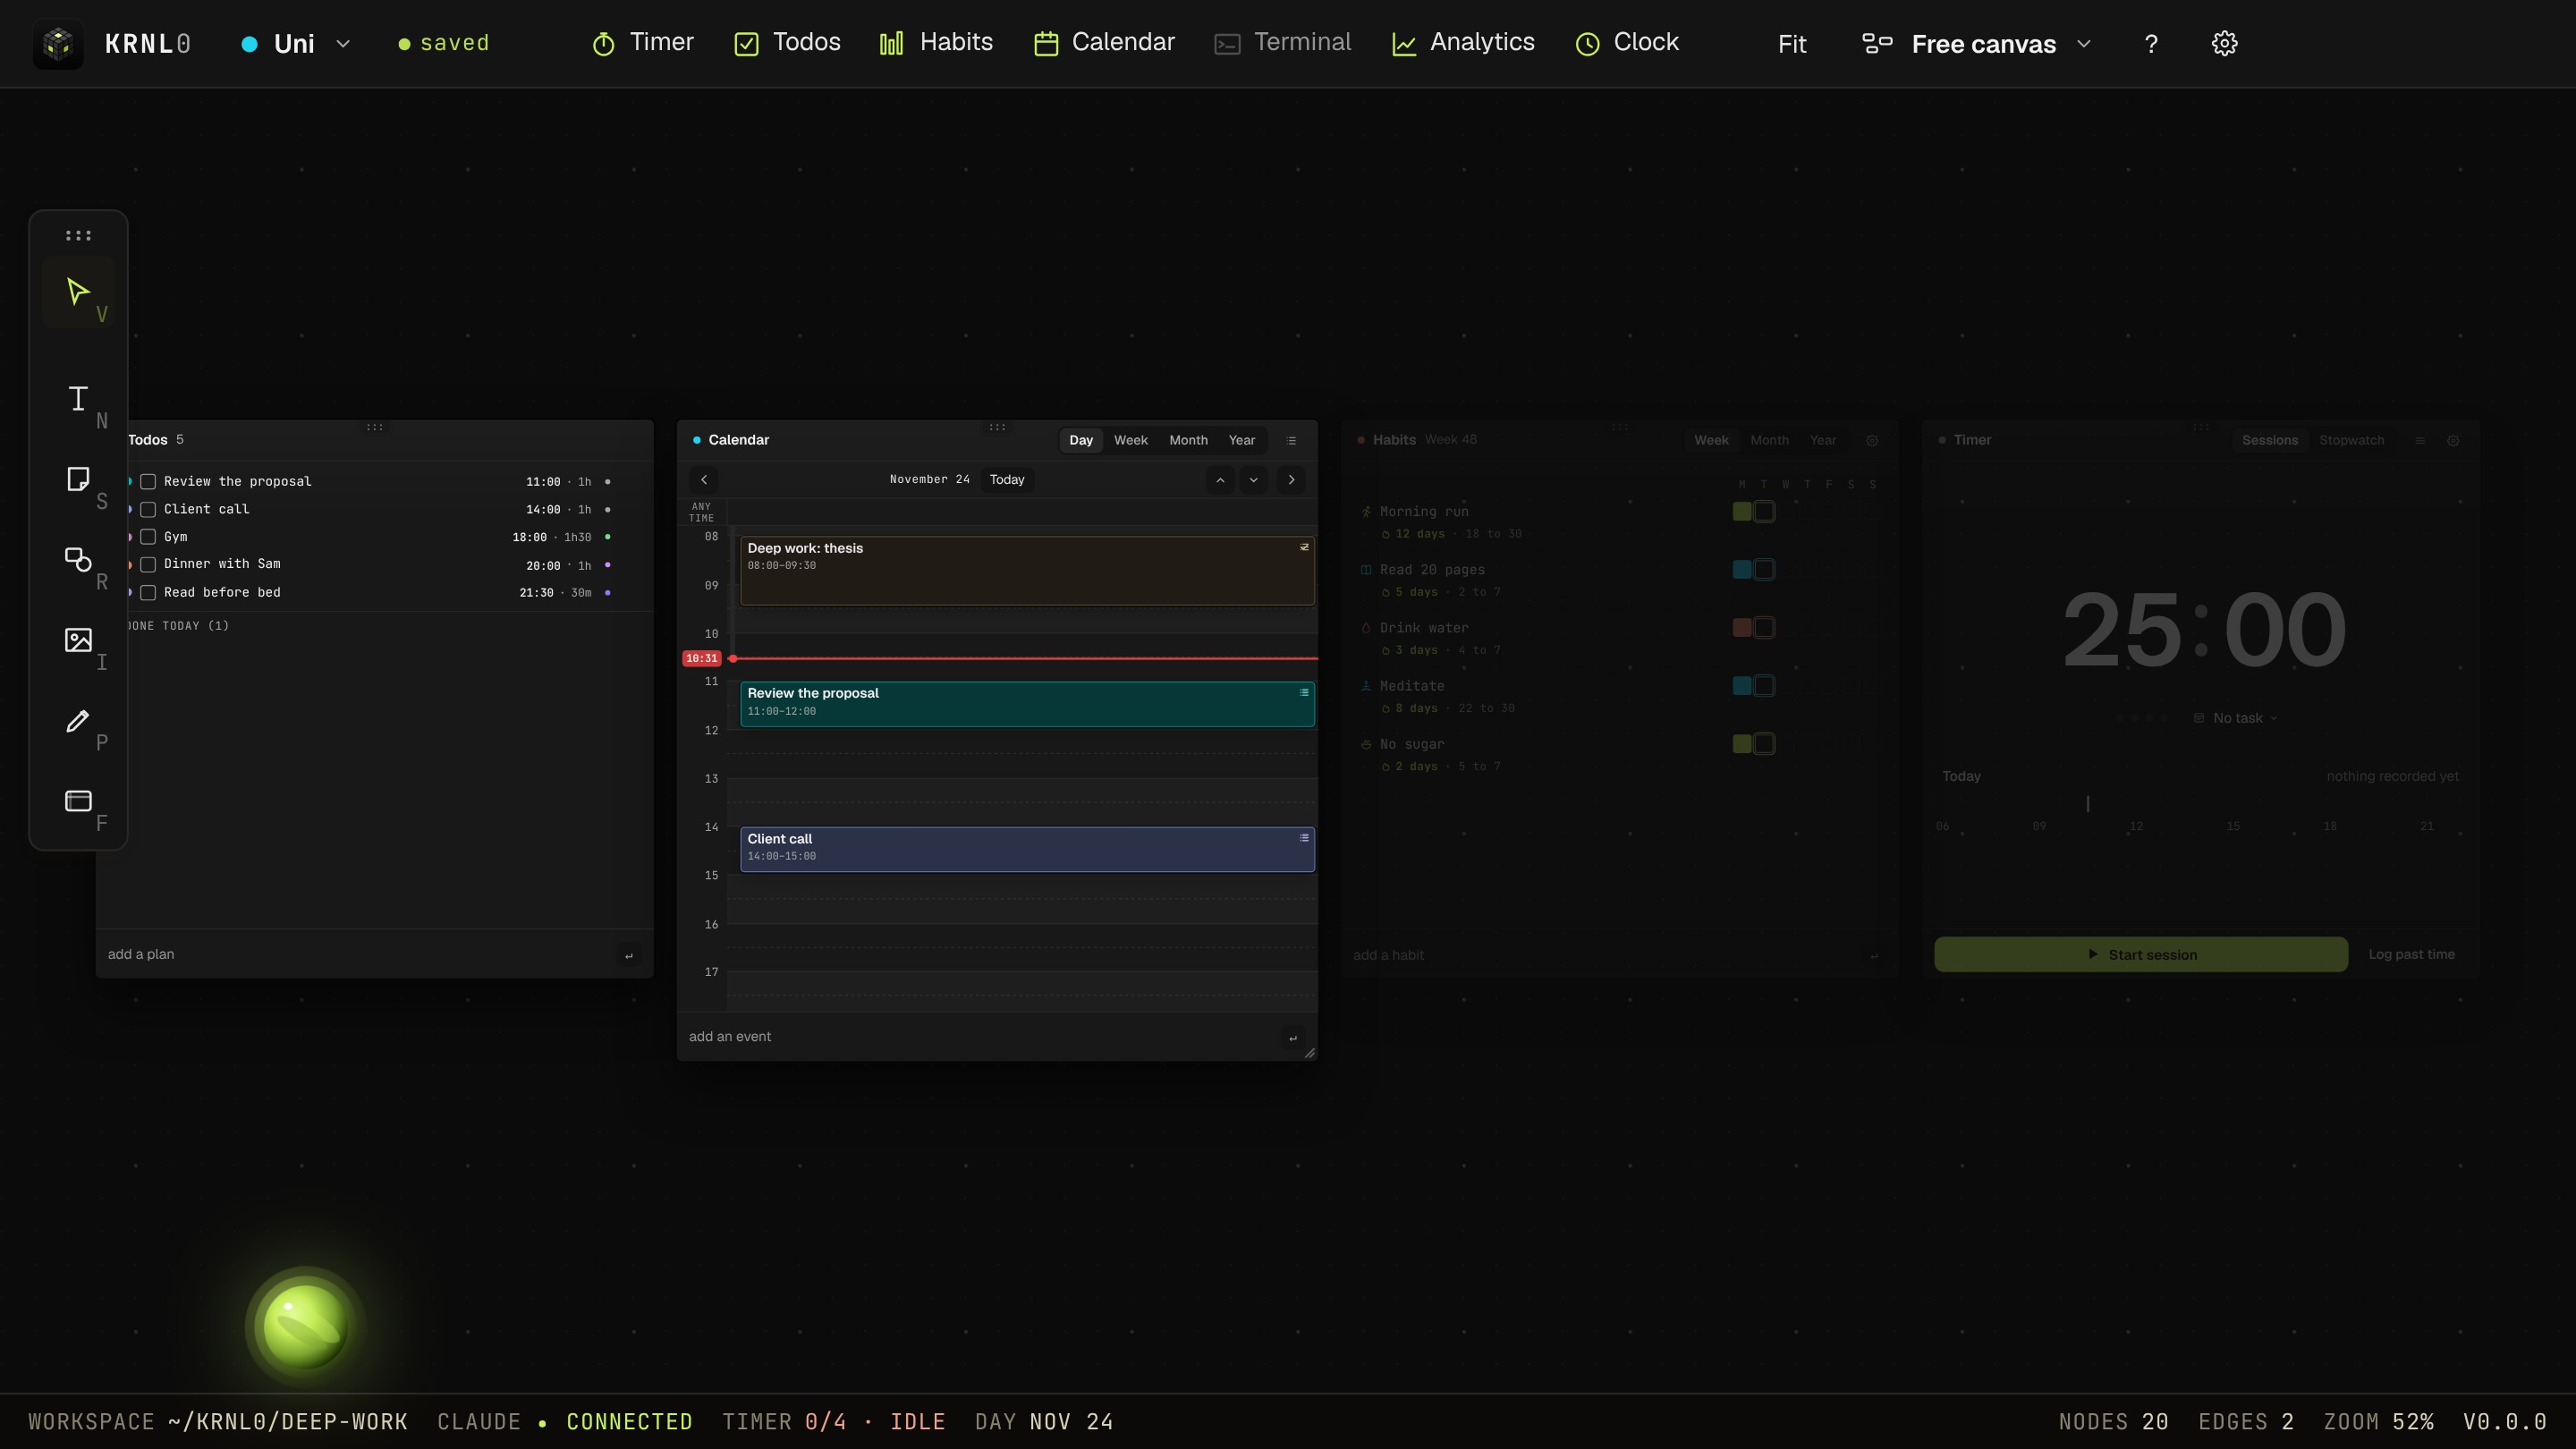 KRNL0
Uni
saved
Timer
Todos
Habits
Calendar
Terminal
Analytics
Clock
Fit
Free canvas
?
V
N
S
R
I
P
F
Todos 5
Review the proposal 11:00 · 1h
Client call 14:00 · 1h
Gym 18:00 · 1h30
Dinner with Sam 20:00 · 1h
Read before bed 21:30 · 30m
DONE TODAY (1)
add a plan
Calendar
Day Week Month Year
November 24 Today
ANY TIME
08
Deep work: thesis
08:00–09:30
09
10
10:31
11
Review the proposal
11:00–12:00
12
13
14
Client call
14:00–15:00
15
16
17
add an event
Habits Week 48
Week Month Year
M T W T F S S
Morning run
12 days · 18 to 30
Read 20 pages
5 days · 2 to 7
Drink water
3 days · 4 to 7
Meditate
8 days · 22 to 30
No sugar
2 days · 5 to 7
add a habit
Timer
Sessions Stopwatch
25:00
No task
Today nothing recorded yet
06 09 12 15 18 21
Start session
Log past time
WORKSPACE ~/KRNL0/DEEP-WORK CLAUDE • CONNECTED TIMER 0/4 · IDLE DAY NOV 24
NODES 20 EDGES 2 ZOOM 52% V0.0.0